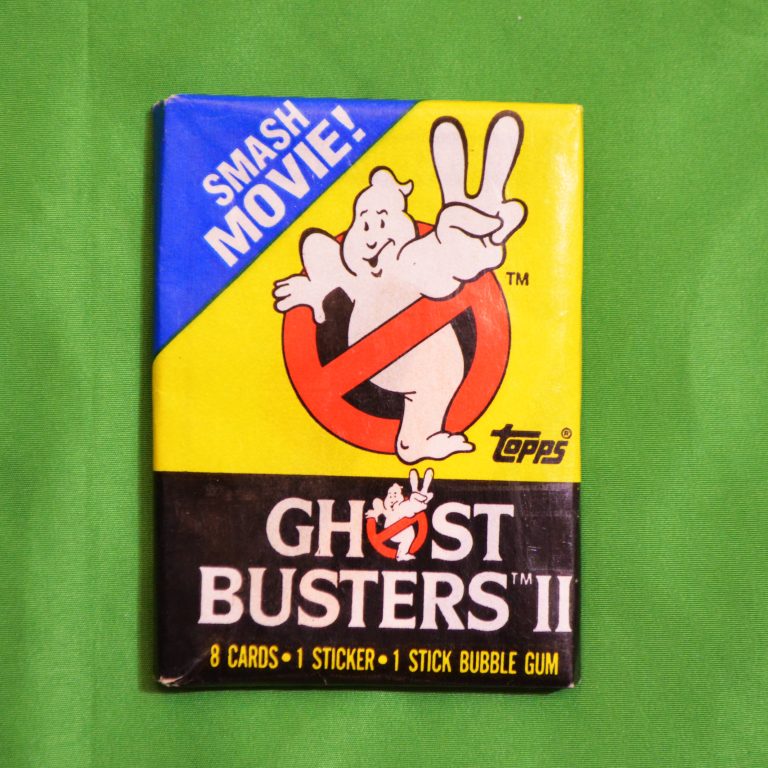 SMASH
MOVIE!
TM
topps®
GHOST
BUSTERS™ II
8 CARDS • 1 STICKER • 1 STICK BUBBLE GUM